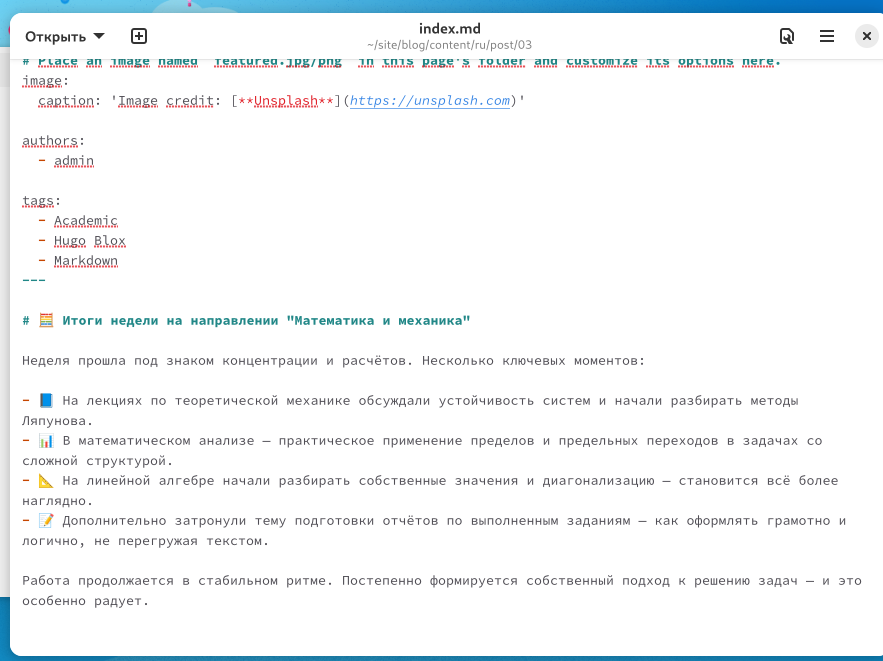 Открыть
index.md
~/site/blog/content/ru/post/03
# Place an image named `featured.jpg/png` in this page's folder and customize its options here.
image:
  caption: 'Image credit: [**Unsplash**](https://unsplash.com)'
authors:
  - admin
tags:
  - Academic
  - Hugo Blox
  - Markdown
---
# 🧮 Итоги недели на направлении "Математика и механика"
Неделя прошла под знаком концентрации и расчётов. Несколько ключевых моментов:
- 📘 На лекциях по теоретической механике обсуждали устойчивость систем и начали разбирать методы
Ляпунова.
- 📊 В математическом анализе — практическое применение пределов и предельных переходов в задачах со
сложной структурой.
- 📐 На линейной алгебре начали разбирать собственные значения и диагонализацию — становится всё более
наглядно.
- 📝 Дополнительно затронули тему подготовки отчётов по выполненным заданиям — как оформлять грамотно и
логично, не перегружая текстом.
Работа продолжается в стабильном ритме. Постепенно формируется собственный подход к решению задач — и это
особенно радует.